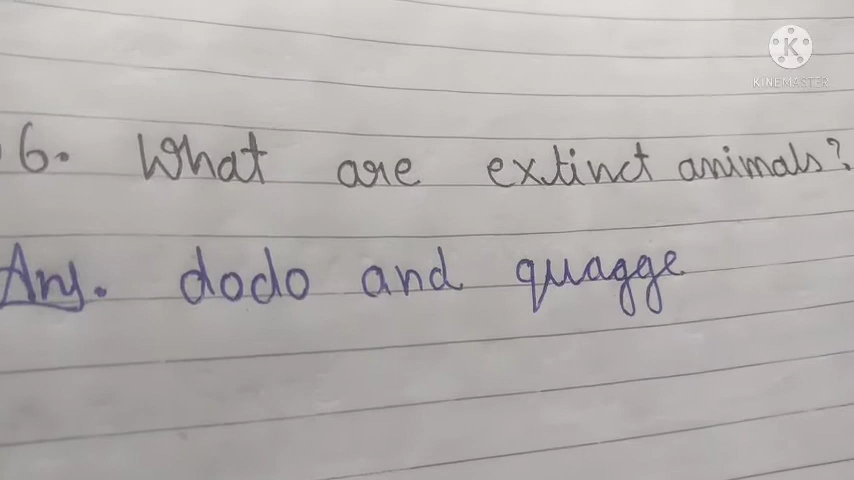 K
KINEMASTER
6. What are extinct animals?
Ans. dodo and quagge